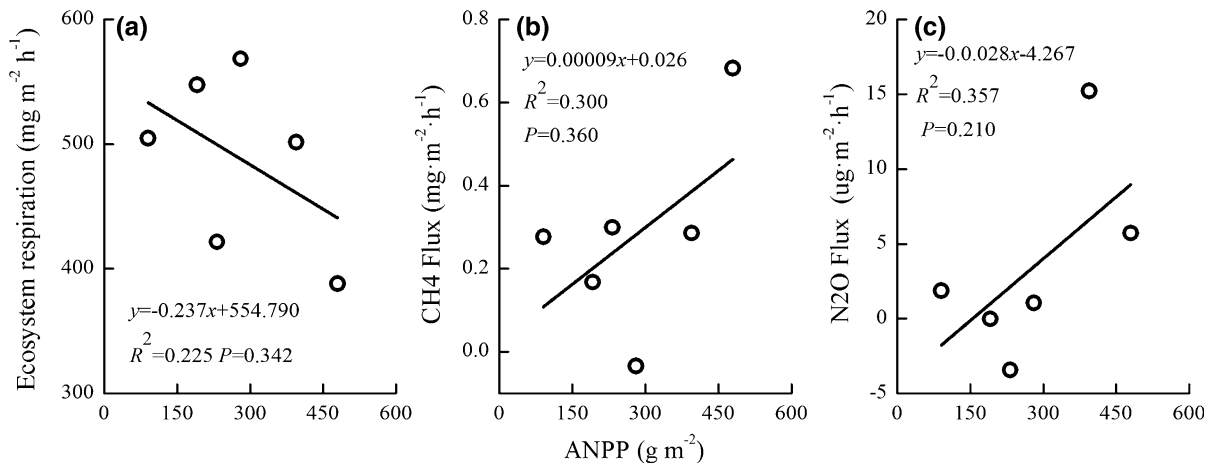 (a)
Ecosystem respiration (mg m⁻² h⁻¹)
600
500
400
300
y=-0.237x+554.790
R²=0.225 P=0.342
0 150 300 450 600
(b)
CH4 Flux (mg·m⁻²·h⁻¹)
0.8
0.6
0.4
0.2
0.0
y=0.00009x+0.026
R²=0.300
P=0.360
0 150 300 450 600
(c)
N2O Flux (ug·m⁻²·h⁻¹)
20
15
10
5
0
-5
y=-0.0.028x-4.267
R²=0.357
P=0.210
0 150 300 450 600
ANPP (g m⁻²)